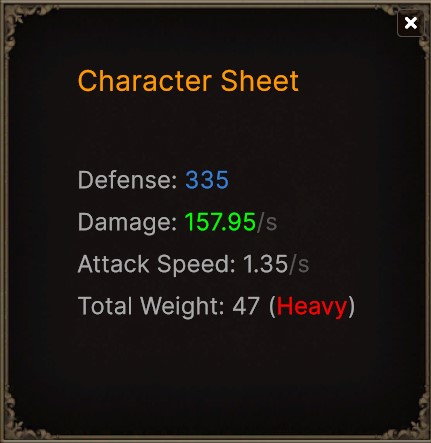 Character Sheet
Defense: 335
Damage: 157.95/s
Attack Speed: 1.35/s
Total Weight: 47 (Heavy)